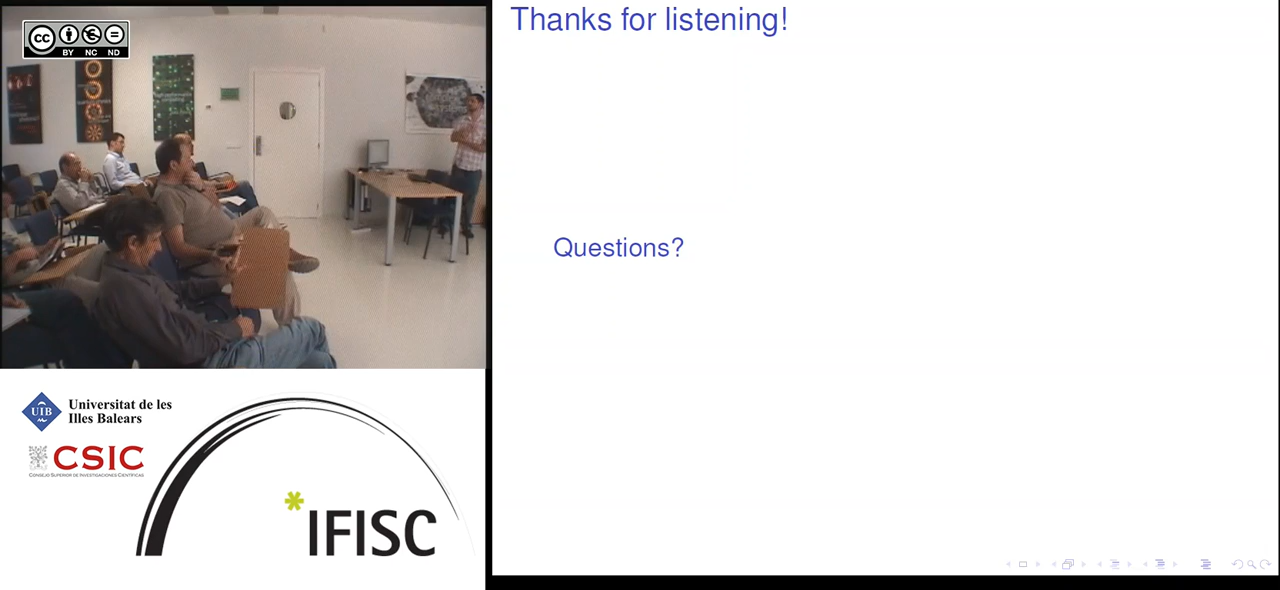 cc
BY NC ND
Thanks for listening!
Questions?
UIB
Universitat de les
Illes Balears
CSIC
CONSEJO SUPERIOR DE INVESTIGACIONES CIENTÍFICAS
*IFISC